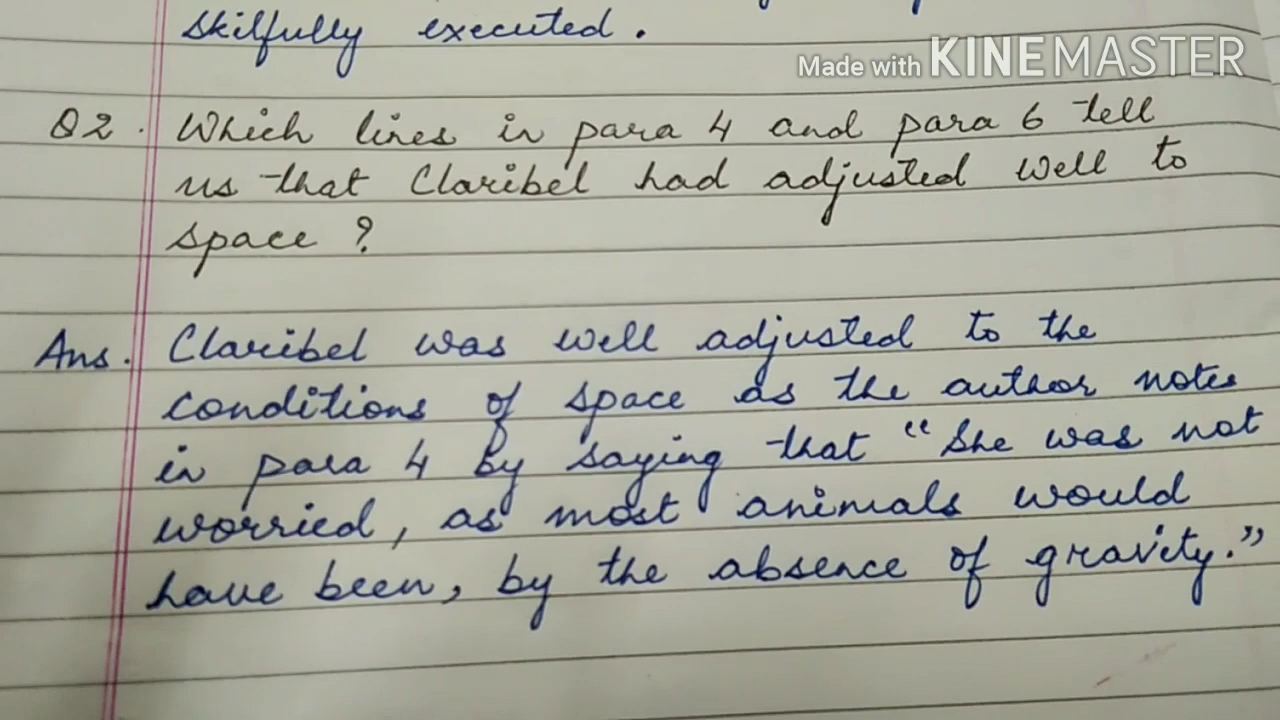 skilfully executed.
Made with KINEMASTER
Q2. Which lines in para 4 and para 6 tell
us that Claribel had adjusted well to
space ?
Ans. Claribel was well adjusted to the
conditions of space as the author notes
in para 4 by saying that "She was not
worried, as most animals would
have been, by the absence of gravity."